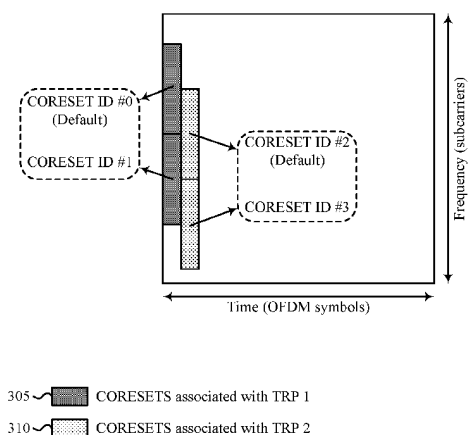 CORESET ID #0
(Default)
CORESET ID #1
CORESET ID #2
(Default)
CORESET ID #3
Frequency (subcarriers)
Time (OFDM symbols)
305 CORESETS associated with TRP 1
310 CORESETS associated with TRP 2